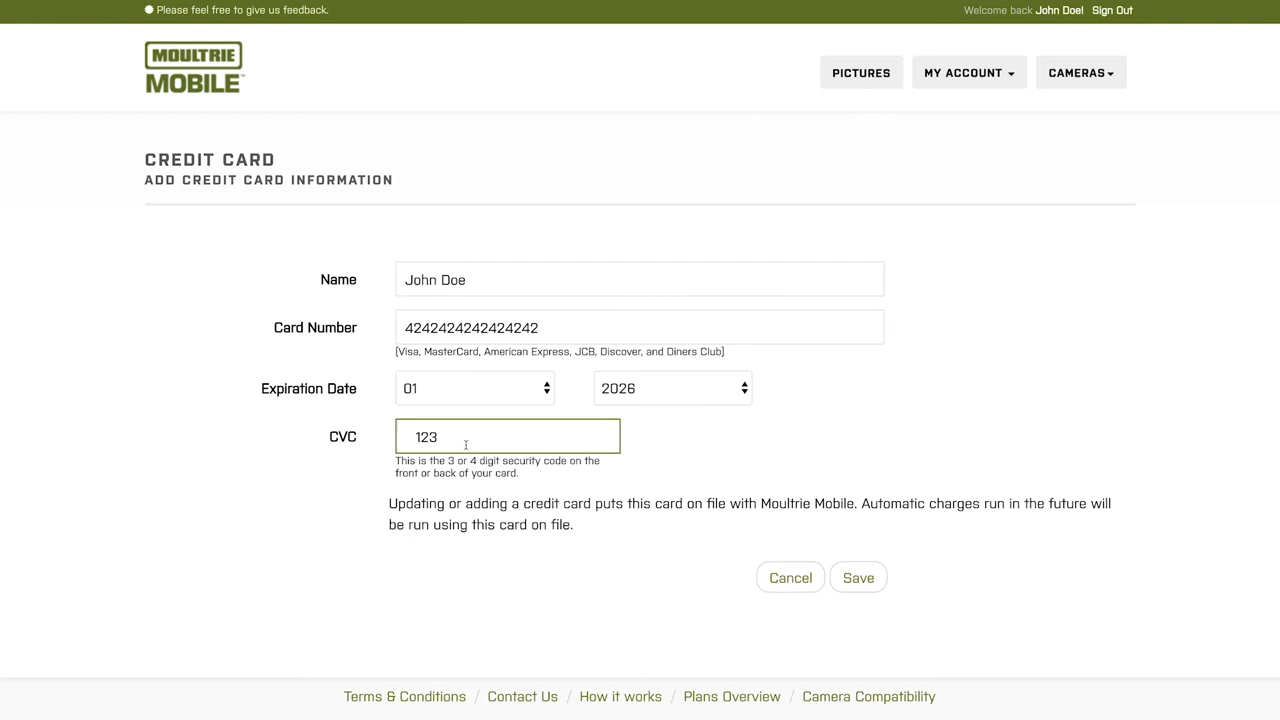 Please feel free to give us feedback.
Welcome back John Doe! Sign Out
MOULTRIE
MOBILE™
PICTURES
MY ACCOUNT
CAMERAS
CREDIT CARD
ADD CREDIT CARD INFORMATION
Name
John Doe
Card Number
4242424242424242
[Visa, MasterCard, American Express, JCB, Discover, and Diners Club]
Expiration Date
01
2026
CVC
123
This is the 3 or 4 digit security code on the
front or back of your card.
Updating or adding a credit card puts this card on file with Moultrie Mobile. Automatic charges run in the future will
be run using this card on file.
Cancel
Save
Terms & Conditions / Contact Us / How it works / Plans Overview / Camera Compatibility